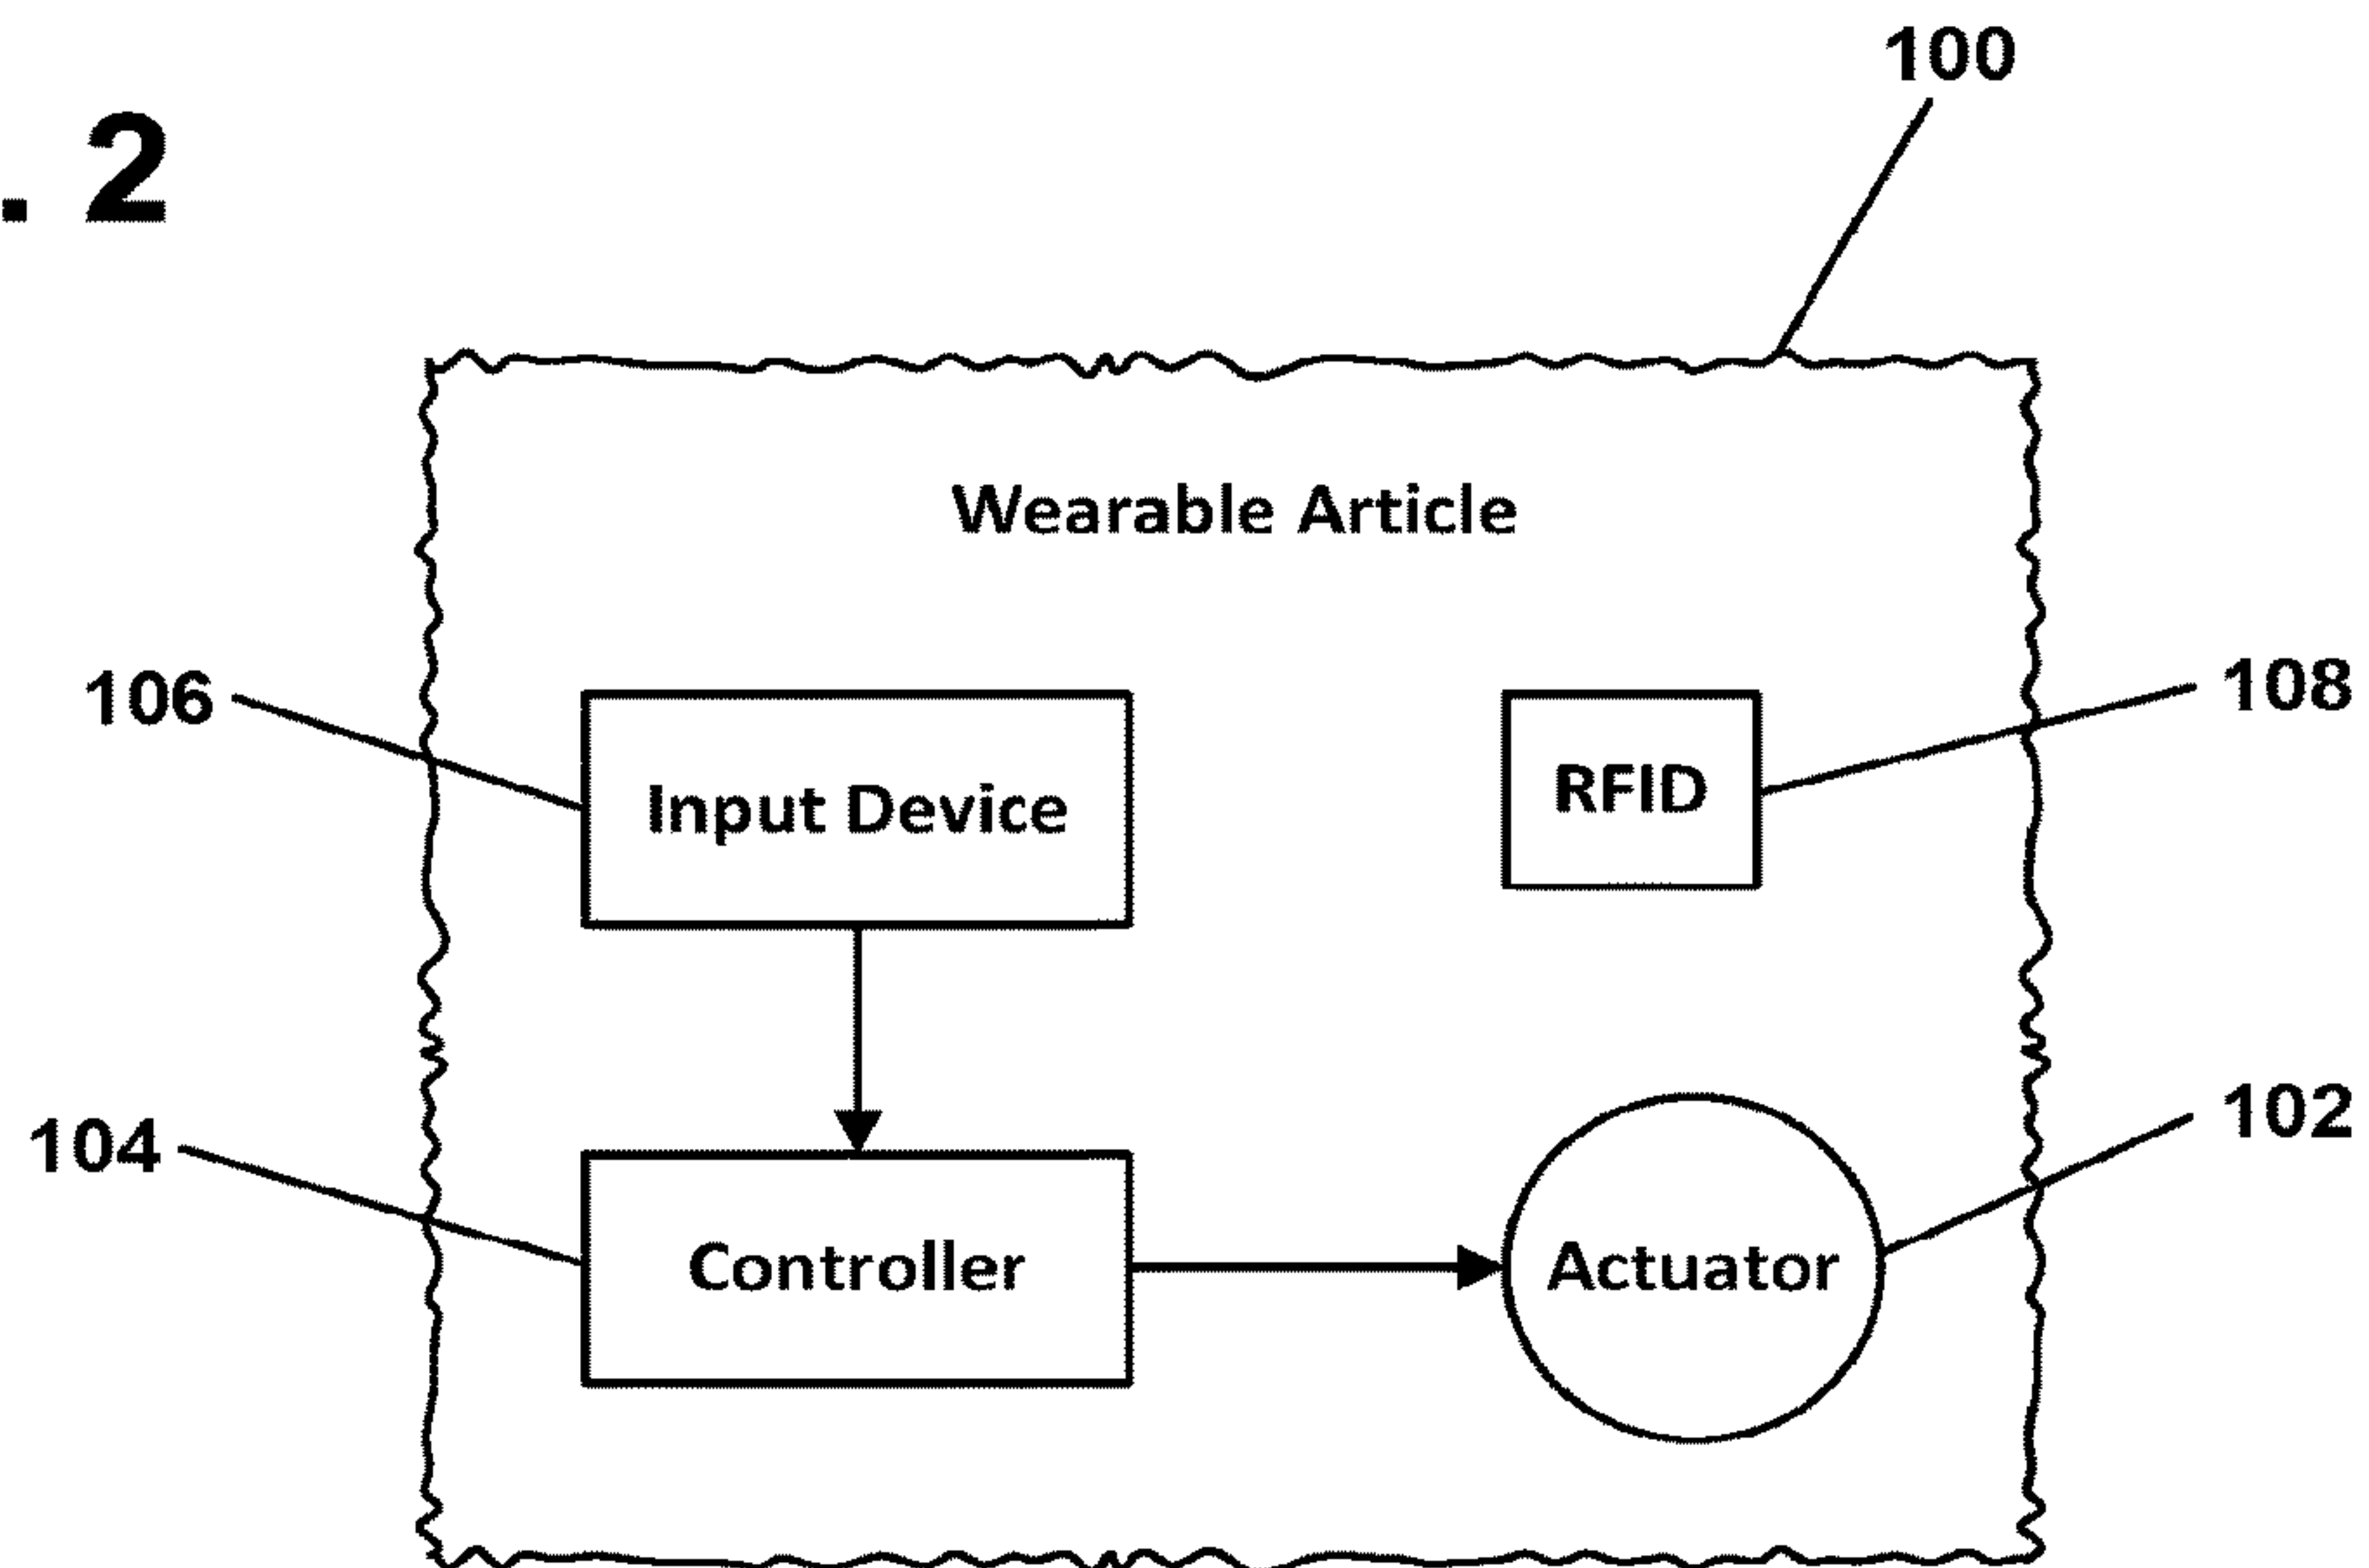 100
. 2
Wearable Article
106
108
Input Device
RFID
104
102
Controller
Actuator